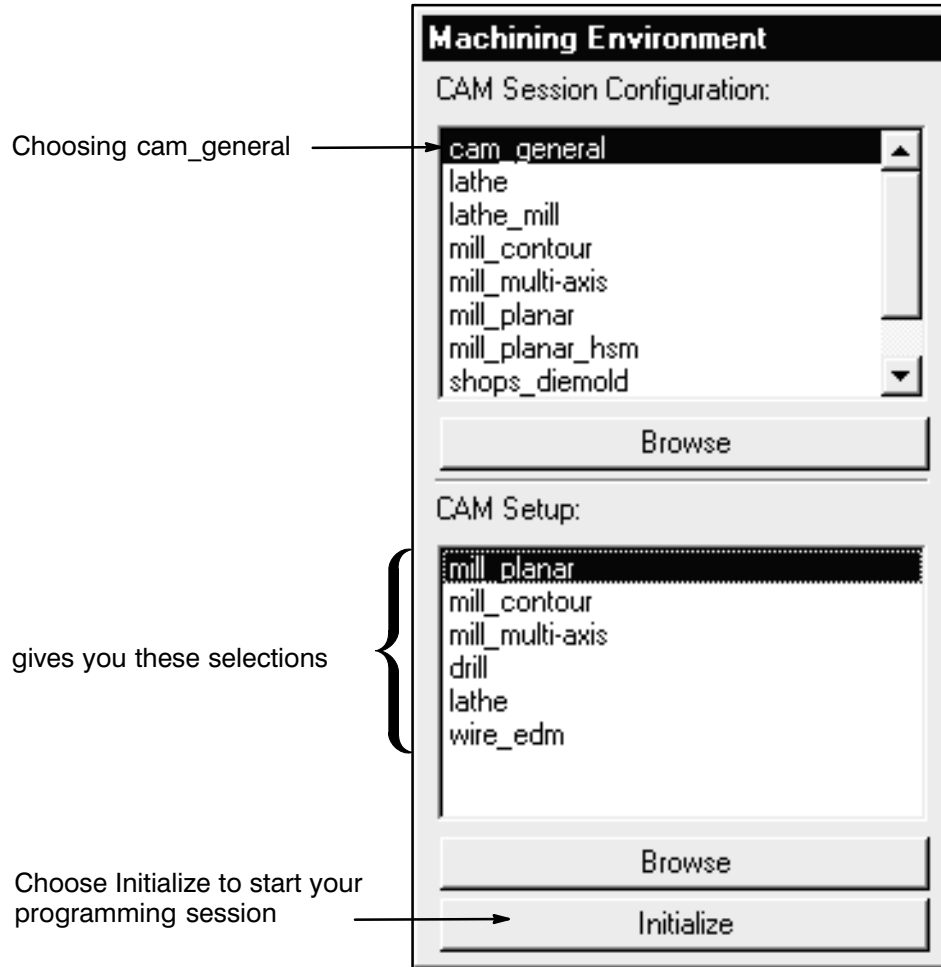 Machining Environment
CAM Session Configuration:
Choosing cam_general
cam_general
lathe
lathe_mill
mill_contour
mill_multi-axis
mill_planar
mill_planar_hsm
shops_diemold
Browse
CAM Setup:
gives you these selections
mill_planar
mill_contour
mill_multi-axis
drill
lathe
wire_edm
Browse
Choose Initialize to start your
programming session
Initialize